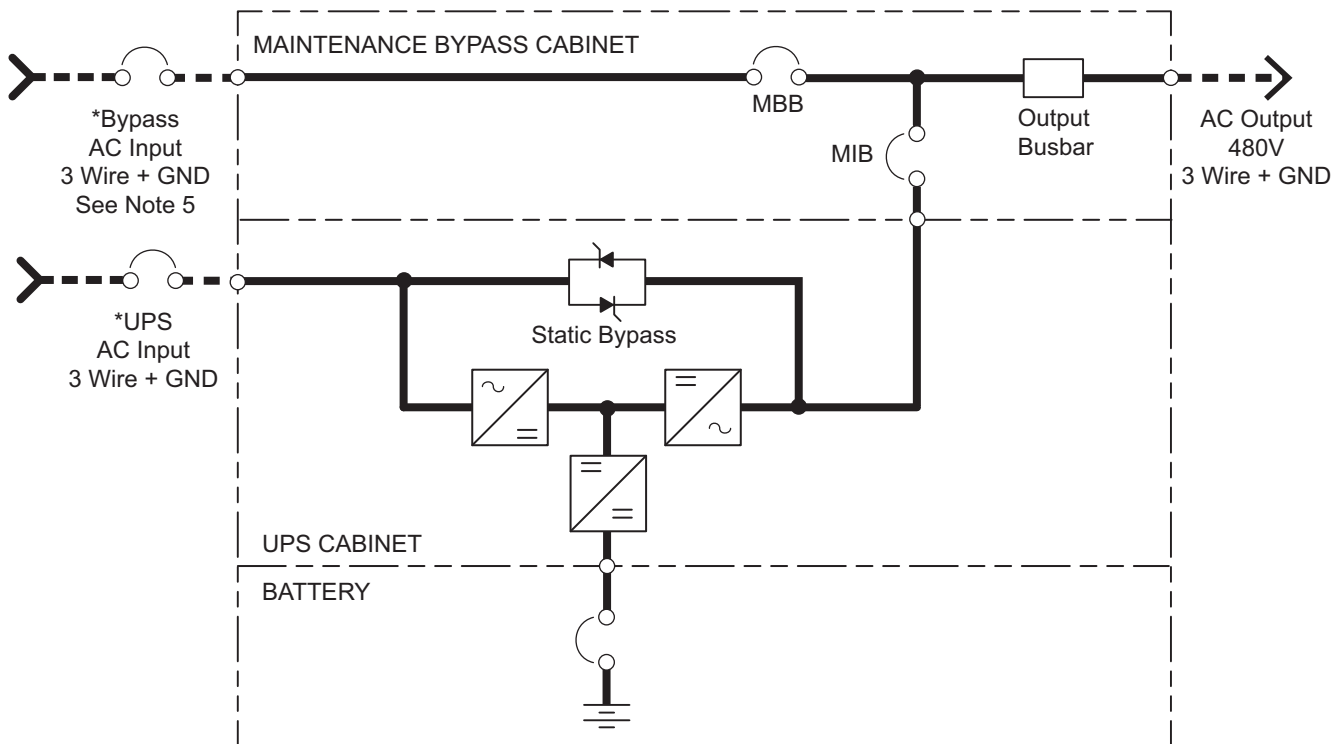 MAINTENANCE BYPASS CABINET
*Bypass
AC Input
3 Wire + GND
See Note 5
MBB
MIB
Output
Busbar
AC Output
480V
3 Wire + GND
*UPS
AC Input
3 Wire + GND
Static Bypass
UPS CABINET
BATTERY